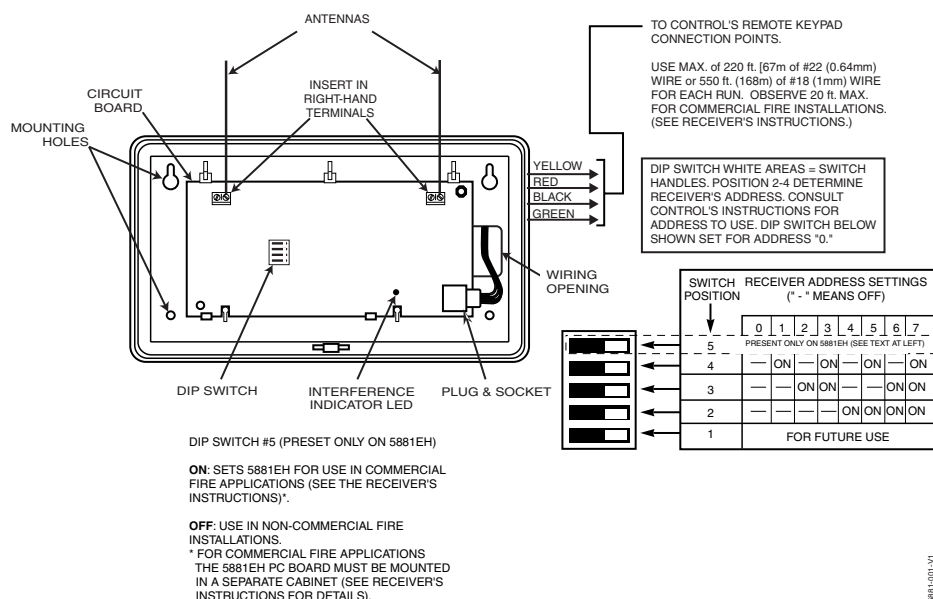 ANTENNAS
CIRCUIT
BOARD
MOUNTING
HOLES
INSERT IN
RIGHT-HAND
TERMINALS
YELLOW
RED
BLACK
GREEN
WIRING
OPENING
DIP SWITCH
INTERFERENCE
INDICATOR LED
PLUG & SOCKET
TO CONTROL'S REMOTE KEYPAD
CONNECTION POINTS.
USE MAX. of 220 ft. [67m of #22 (0.64mm)
WIRE or 550 ft. (168m) of #18 (1mm) WIRE
FOR EACH RUN. OBSERVE 20 ft. MAX.
FOR COMMERCIAL FIRE INSTALLATIONS.
(SEE RECEIVER'S INSTRUCTIONS.)
DIP SWITCH WHITE AREAS = SWITCH
HANDLES. POSITION 2-4 DETERMINE
RECEIVER'S ADDRESS. CONSULT
CONTROL'S INSTRUCTIONS FOR
ADDRESS TO USE. DIP SWITCH BELOW
SHOWN SET FOR ADDRESS "0."
SWITCH
POSITION
RECEIVER ADDRESS SETTINGS
(" - " MEANS OFF)
0 1 2 3 4 5 6 7
5 PRESENT ONLY ON 5881EH (SEE TEXT AT LEFT)
4 — ON — ON — ON — ON
3 — — ON ON — — ON ON
2 — — — — ON ON ON ON
1 FOR FUTURE USE
DIP SWITCH #5 (PRESET ONLY ON 5881EH)
ON: SETS 5881EH FOR USE IN COMMERCIAL
FIRE APPLICATIONS (SEE THE RECEIVER'S
INSTRUCTIONS)*.
OFF: USE IN NON-COMMERCIAL FIRE
INSTALLATIONS.
* FOR COMMERCIAL FIRE APPLICATIONS
THE 5881EH PC BOARD MUST BE MOUNTED
IN A SEPARATE CABINET (SEE RECEIVER'S
INSTRUCTIONS FOR DETAILS).
5881-001-V1